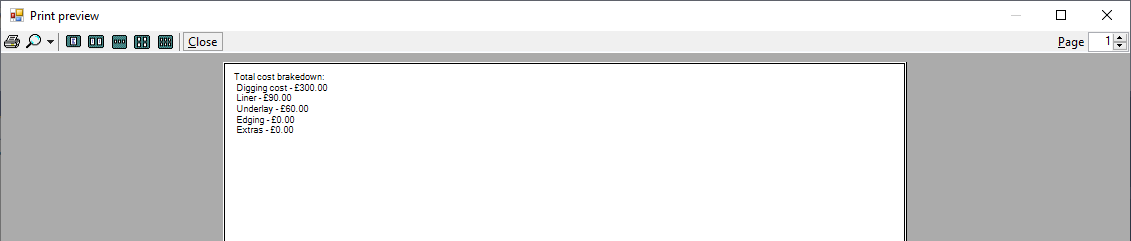 Print preview
Close
Page 1
Total cost brakedown:
Digging cost - £300.00
Liner - £90.00
Underlay - £60.00
Edging - £0.00
Extras - £0.00